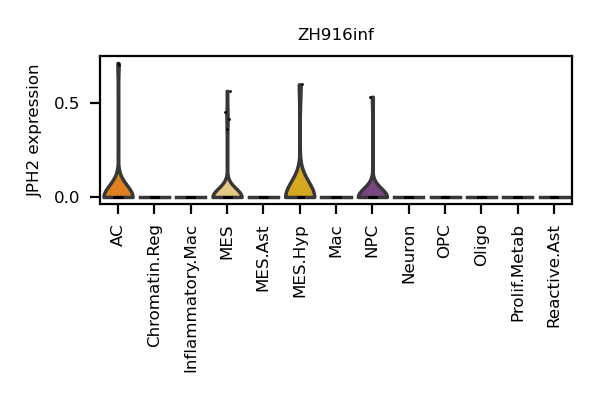 ZH916inf
JPH2 expression
0.5
0.0
AC
Chromatin.Reg
Inflammatory.Mac
MES
MES.Ast
MES.Hyp
Mac
NPC
Neuron
OPC
Oligo
Prolif.Metab
Reactive.Ast